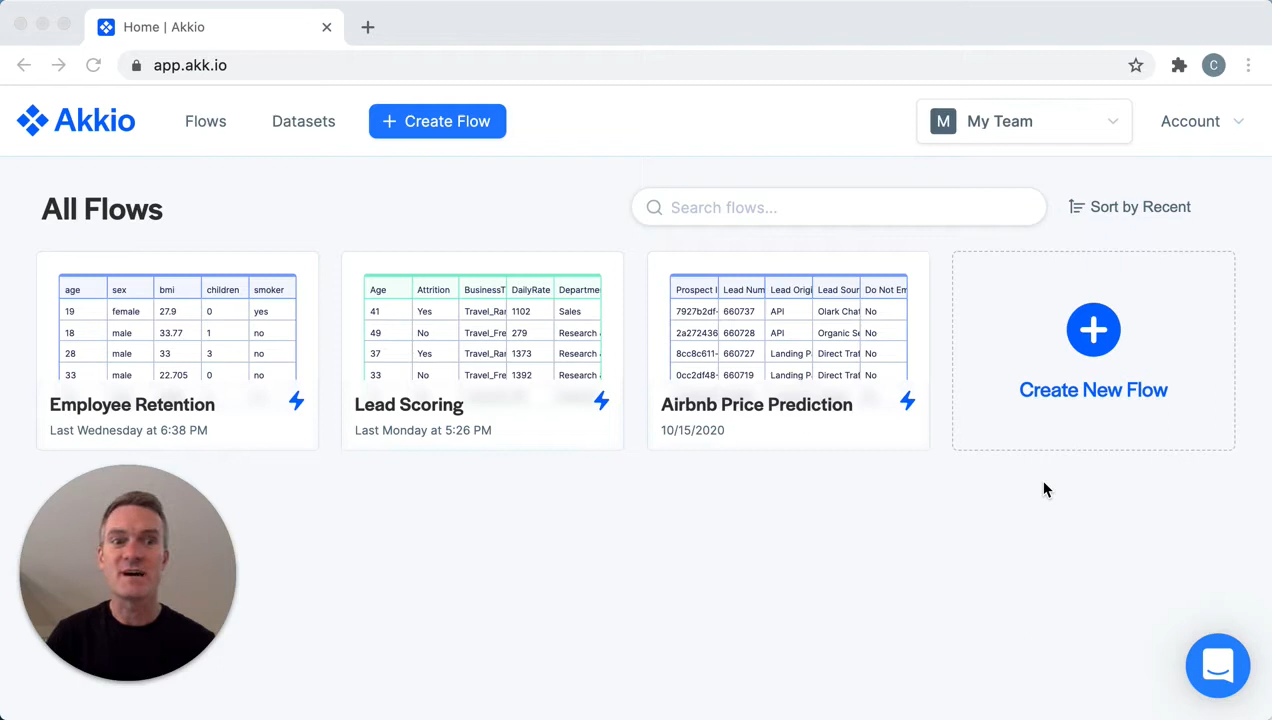 Home | Akkio
app.akk.io
C
Akkio
Flows
Datasets
+ Create Flow
M
My Team
Account
All Flows
Search flows...
Sort by Recent
age sex bmi children smoker
19 female 27.9 0 yes
18 male 33.77 1 no
28 male 33 3 no
33 male 22.705 0 no
Employee Retention
Last Wednesday at 6:38 PM
Age Attrition BusinessT DailyRate Departme
41 Yes Travel_Rar 1102 Sales
49 No Travel_Fre 279 Research
37 Yes Travel_Rar 1373 Research
33 No Travel_Fre 1392 Research
Lead Scoring
Last Monday at 5:26 PM
Prospect I Lead Num Lead Origi Lead Sour Do Not Em
7927b2df- 660737 API Olark Chat No
2a272436 660728 API Organic Se No
8cc8c611- 660727 Landing P Direct Traf No
0cc2df48- 660719 Landing P Direct Traf No
Airbnb Price Prediction
10/15/2020
Create New Flow